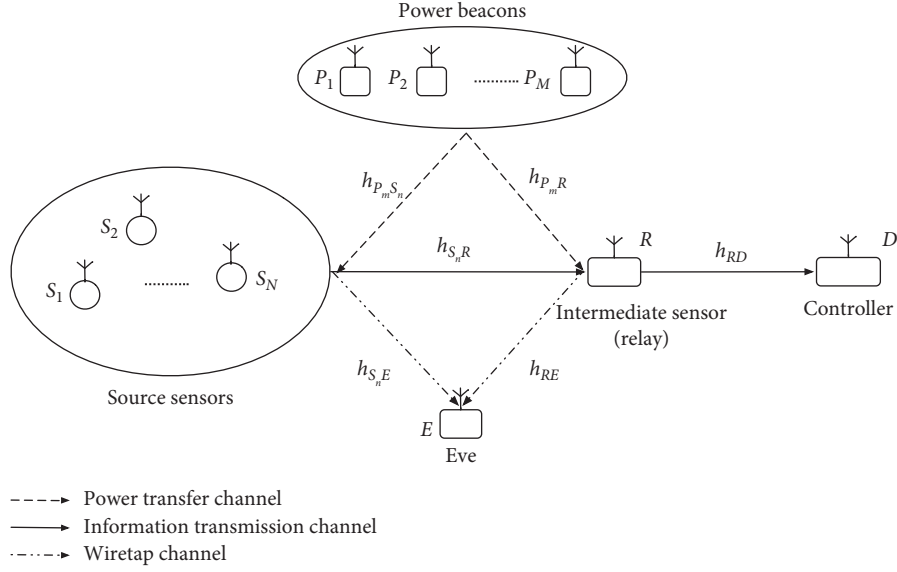 Power beacons
P1 P2 .......... PM
hPmSn
hPmR
S2
S1 .......... SN
hSnR
R
hRD
D
Intermediate sensor
(relay)
Controller
hSnE
hRE
Source sensors
E
Eve
Power transfer channel
Information transmission channel
Wiretap channel